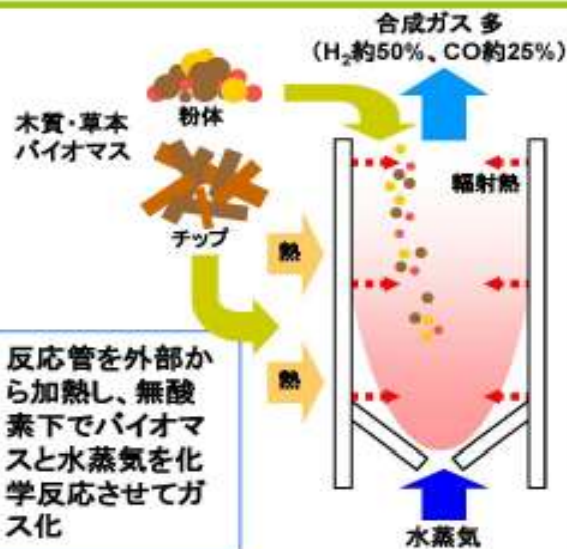 合成ガス 多
(H₂約50%、CO約25%)
粉体
木質・草本
バイオマス
輻射熱
チップ
熱
熱
反応管を外部か
ら加熱し、無酸
素下でバイオマ
スと水蒸気を化
学反応させてガ
ス化
水蒸気